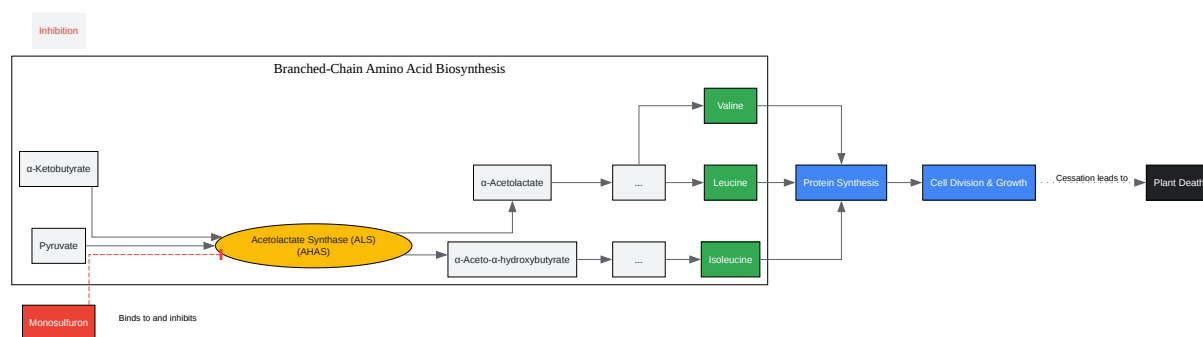 Inhibition
Branched-Chain Amino Acid Biosynthesis
Valine
α-Ketobutyrate
α-Acetolactate
...
Leucine
Protein Synthesis
Cell Division & Growth
Cessation leads to
Plant Death
Pyruvate
Acetolactate Synthase (ALS)
(AHAS)
α-Aceto-α-hydroxybutyrate
...
Isoleucine
Monosulfuron
Binds to and inhibits